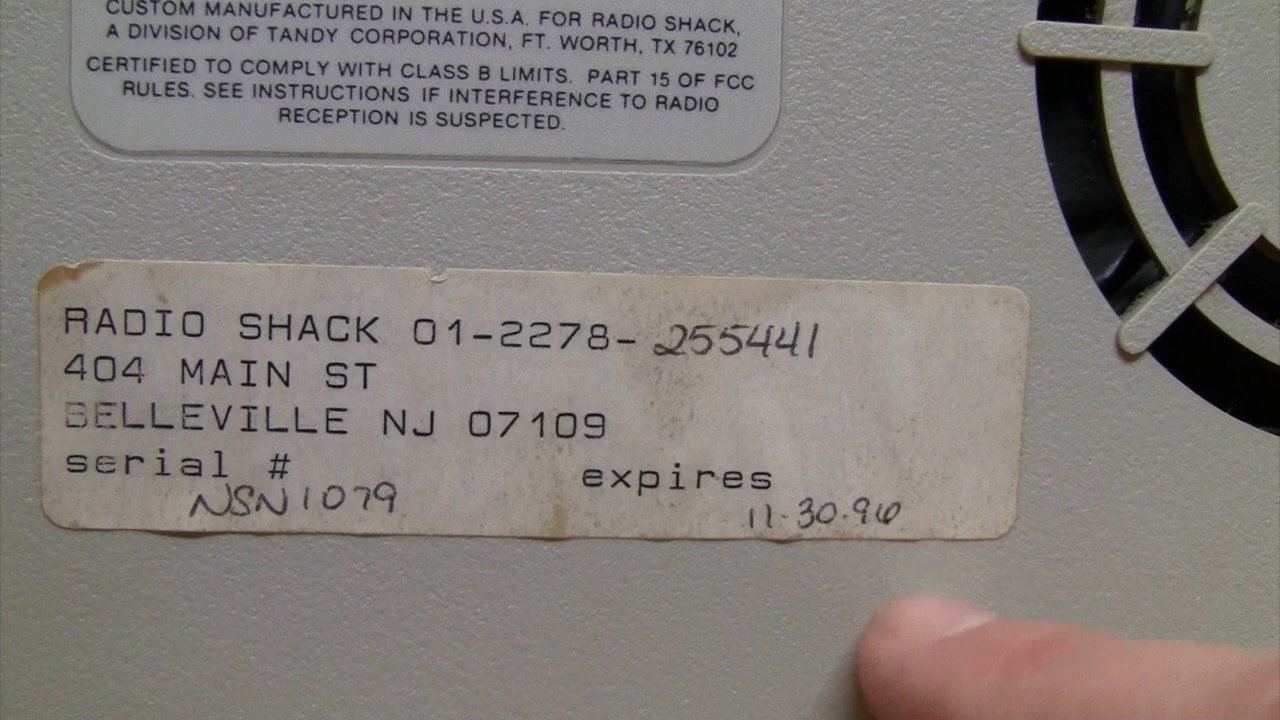 CUSTOM MANUFACTURED IN THE U.S.A. FOR RADIO SHACK,
A DIVISION OF TANDY CORPORATION, FT. WORTH, TX 76102
CERTIFIED TO COMPLY WITH CLASS B LIMITS. PART 15 OF FCC
RULES. SEE INSTRUCTIONS IF INTERFERENCE TO RADIO
RECEPTION IS SUSPECTED.
RADIO SHACK 01-2278- 255441
404 MAIN ST
BELLEVILLE NJ 07109
serial # expires
NSN1079 11-30-96